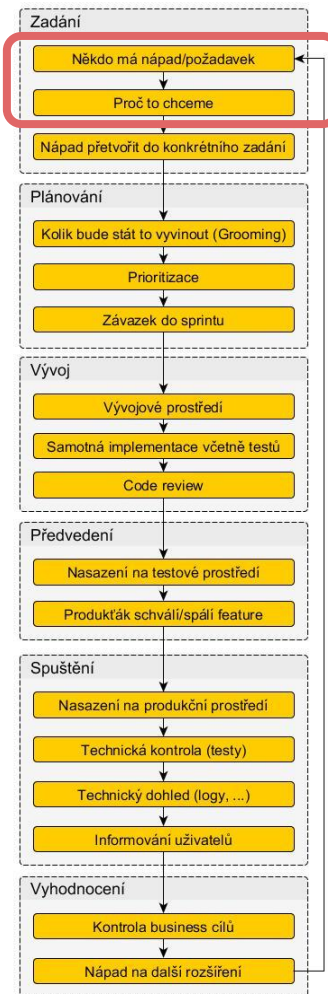 Zadání
Někdo má nápad/požadavek
Proč to chceme
Nápad přetvořit do konkrétního zadání
Plánování
Kolik bude stát to vyvinout (Grooming)
Prioritizace
Závazek do sprintu
Vývoj
Vývojové prostředí
Samotná implementace včetně testů
Code review
Předvedení
Nasazení na testové prostředí
Produkťák schválí/spálí feature
Spuštění
Nasazení na produkční prostředí
Technická kontrola (testy)
Technický dohled (logy, ...)
Informování uživatelů
Vyhodnocení
Kontrola business cílů
Nápad na další rozšíření